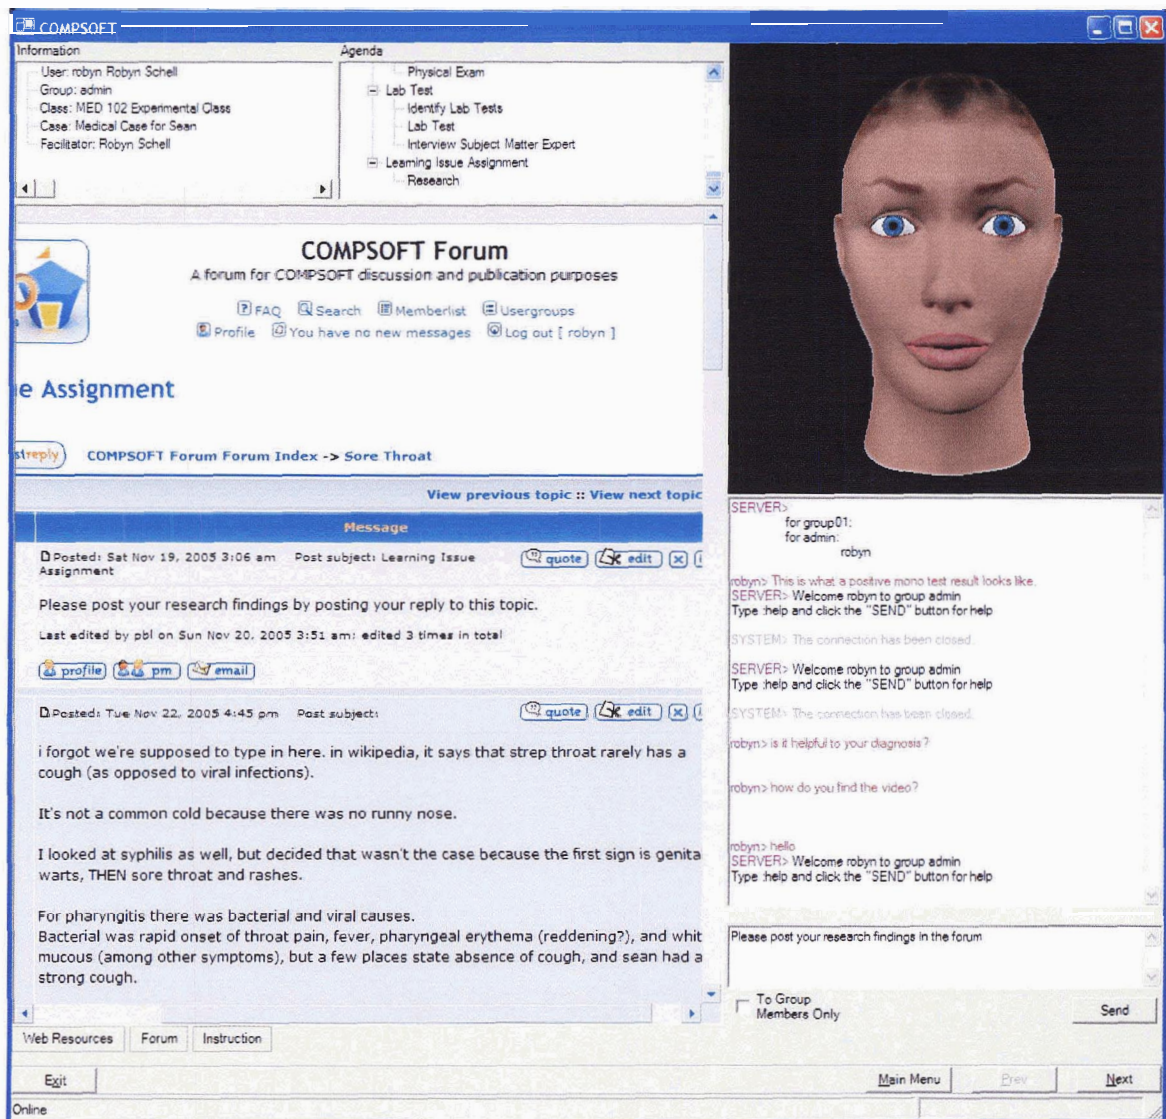 COMPSOFT
Information
User: robyn Robyn Schell
Group: admin
Class: MED 102 Experimental Class
Case: Medical Case for Sean
Facilitator: Robyn Schell
Agenda
Physical Exam
Lab Test
Identify Lab Tests
Lab Test
Interview Subject Matter Expert
Learning Issue Assignment
Research
COMPSOFT Forum
A forum for COMPSOFT discussion and publication purposes
FAQ Search Memberlist Usergroups
Profile You have no new messages Log out [ robyn ]
e Assignment
streply COMPSOFT Forum Forum Index -> Sore Throat
View previous topic :: View next topic
Message
Posted: Sat Nov 19, 2005 3:06 am Post subject: Learning Issue
Assignment
quote edit x
Please post your research findings by posting your reply to this topic.
Last edited by pbl on Sun Nov 20, 2005 3:51 am; edited 3 times in total
profile pm email
Posted: Tue Nov 22, 2005 4:45 pm Post subject:
quote edit x
i forgot we're supposed to type in here. in wikipedia, it says that strep throat rarely has a
cough (as opposed to viral infections).
It's not a common cold because there was no runny nose.
I looked at syphilis as well, but decided that wasn't the case because the first sign is genita
warts, THEN sore throat and rashes.
For pharyngitis there was bacterial and viral causes.
Bacterial was rapid onset of throat pain, fever, pharyngeal erythema (reddening?), and whit
mucous (among other symptoms), but a few places state absence of cough, and sean had a
strong cough.
Web Resources Forum Instruction
SERVER>
for group01:
for admin:
robyn
robyn> This is what a positive mono test result looks like.
SERVER> Welcome robyn to group admin
Type :help and click the "SEND" button for help
SYSTEM> The connection has been closed.
SERVER> Welcome robyn to group admin
Type :help and click the "SEND" button for help
SYSTEM> The connection has been closed.
robyn> is it helpful to your diagnosis?
robyn> how do you find the video?
robyn> hello
SERVER> Welcome robyn to group admin
Type :help and click the "SEND" button for help
Please post your research findings in the forum
To Group
Members Only
Send
Exit Main Menu Prev Next
Online